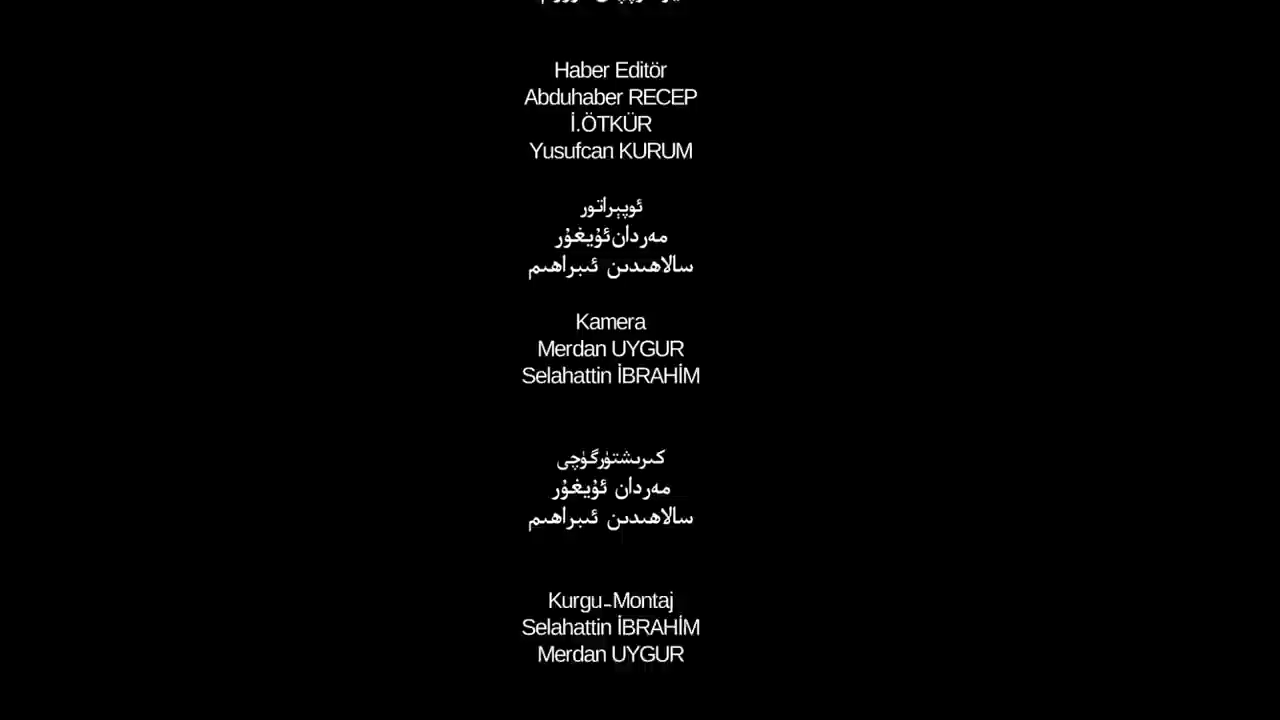 Haber Editör
Abduhaber RECEP
İ.ÖTKÜR
Yusufcan KURUM
ئوپېراتور
مەردان ئۇيغۇر
سالاھىدىن ئىبراھىم
Kamera
Merdan UYGUR
Selahattin İBRAHİM
كىرىشتۈرگۈچى
مەردان ئۇيغۇر
سالاھىدىن ئىبراھىم
Kurgu-Montaj
Selahattin İBRAHİM
Merdan UYGUR